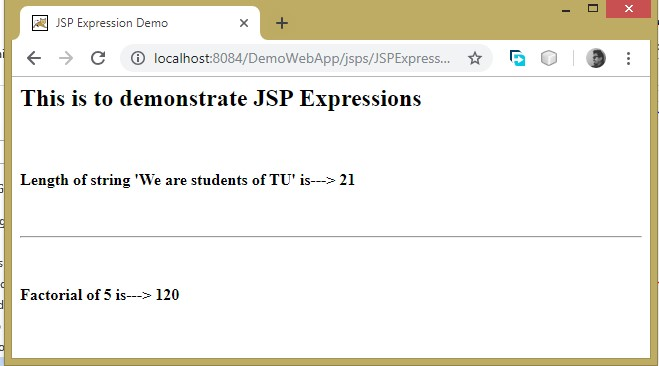 JSP Expression Demo
localhost:8084/DemoWebApp/jsps/JSPExpress...
This is to demonstrate JSP Expressions
Length of string 'We are students of TU' is---> 21
Factorial of 5 is---> 120